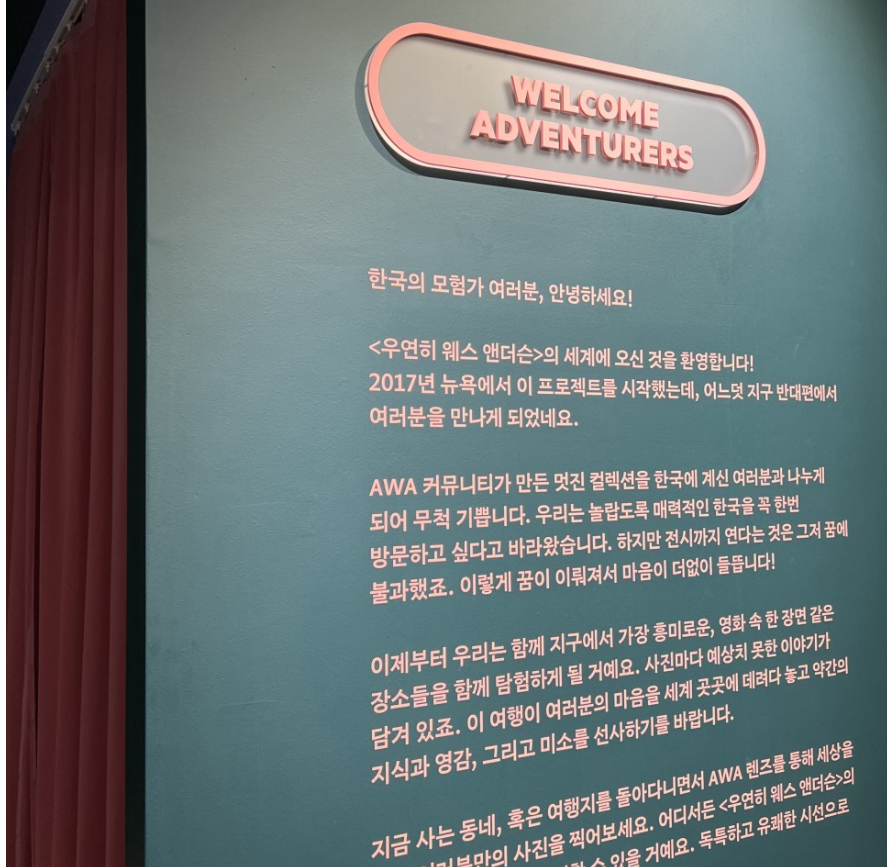 WELCOME
ADVENTURERS
한국의 모험가 여러분, 안녕하세요!
<우연히 웨스 앤더슨>의 세계에 오신 것을 환영합니다!
2017년 뉴욕에서 이 프로젝트를 시작했는데, 어느덧 지구 반대편에서
여러분을 만나게 되었네요.
AWA 커뮤니티가 만든 멋진 컬렉션을 한국에 계신 여러분과 나누게
되어 무척 기쁩니다. 우리는 놀랍도록 매력적인 한국을 꼭 한번
방문하고 싶다고 바라왔습니다. 하지만 전시까지 연다는 것은 그저 꿈에
불과했죠. 이렇게 꿈이 이뤄져서 마음이 더없이 들뜹니다!
이제부터 우리는 함께 지구에서 가장 흥미로운, 영화 속 한 장면 같은
장소들을 함께 탐험하게 될 거예요. 사진마다 예상치 못한 이야기가
담겨 있죠. 이 여행이 여러분의 마음을 세계 곳곳에 데려다 놓고 약간의
지식과 영감, 그리고 미소를 선사하기를 바랍니다.
지금 사는 동네, 혹은 여행지를 돌아다니면서 AWA 렌즈를 통해 세상을
여러분만의 사진을 찍어보세요. 어디서든 <우연히 웨스 앤더슨>의
수 있을 거예요. 독특하고 유쾌한 시선으로